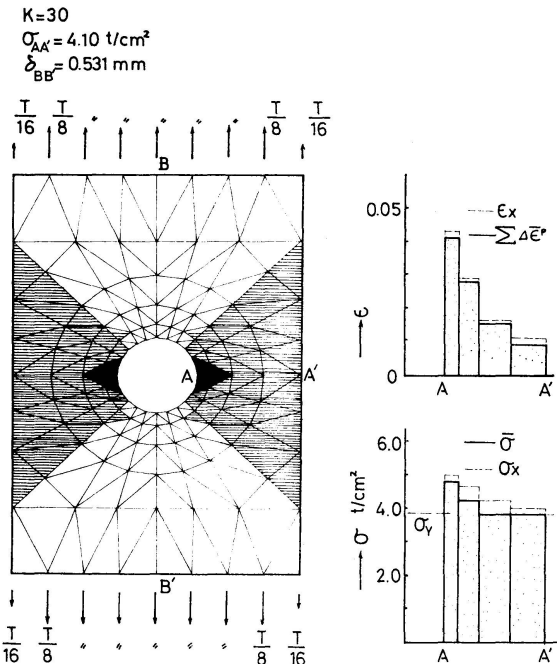 K=30
σAA' = 4.10 t/cm²
δBB' = 0.531 mm
T/16 T/8 〃 〃 〃 〃 〃 T/8 T/16
B
A A'
B'
T/16 T/8 〃 〃 〃 〃 〃 T/8 T/16
0.05
εx
∑Δε̄ᵖ
ε
0
A A'
6.0
σ̄
σx
t/cm²
4.0
σY
σ
2.0
A A'